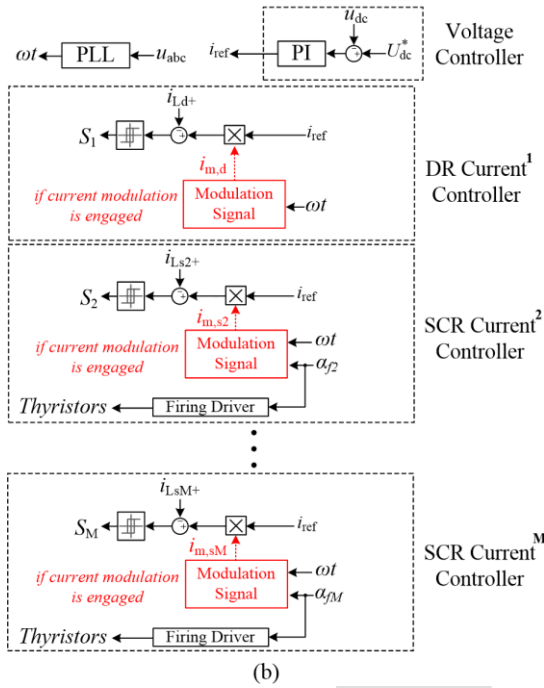 u_dc
Voltage
Controller
ωt PLL u_abc i_ref PI - U*_dc
i_Ld+
S_1 - × i_ref
i_m,d
DR Current^1
Controller
if current modulation
is engaged
Modulation
Signal
ωt
i_Ls2+
S_2 - × i_ref
i_m,s2
SCR Current^2
Controller
if current modulation
is engaged
Modulation
Signal
ωt
α_f2
Thyristors Firing Driver
i_LsM+
S_M - × i_ref
i_m,sM
SCR Current^M
Controller
if current modulation
is engaged
Modulation
Signal
ωt
α_fM
Thyristors Firing Driver
(b)